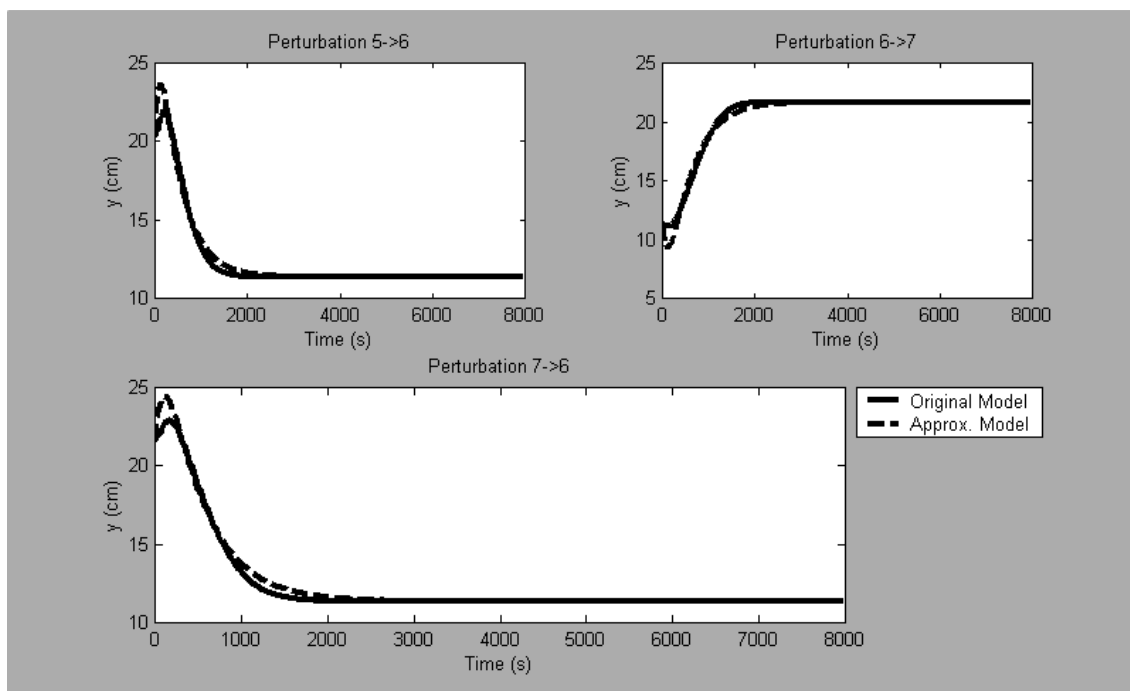 Perturbation 5->6
25
20
15
10
y (cm)
0 2000 4000 6000 8000
Time (s)
Perturbation 6->7
25
20
15
10
5
y (cm)
0 2000 4000 6000 8000
Time (s)
Perturbation 7->6
25
20
15
10
y (cm)
0 1000 2000 3000 4000 5000 6000 7000 8000
Time (s)
Original Model
Approx. Model